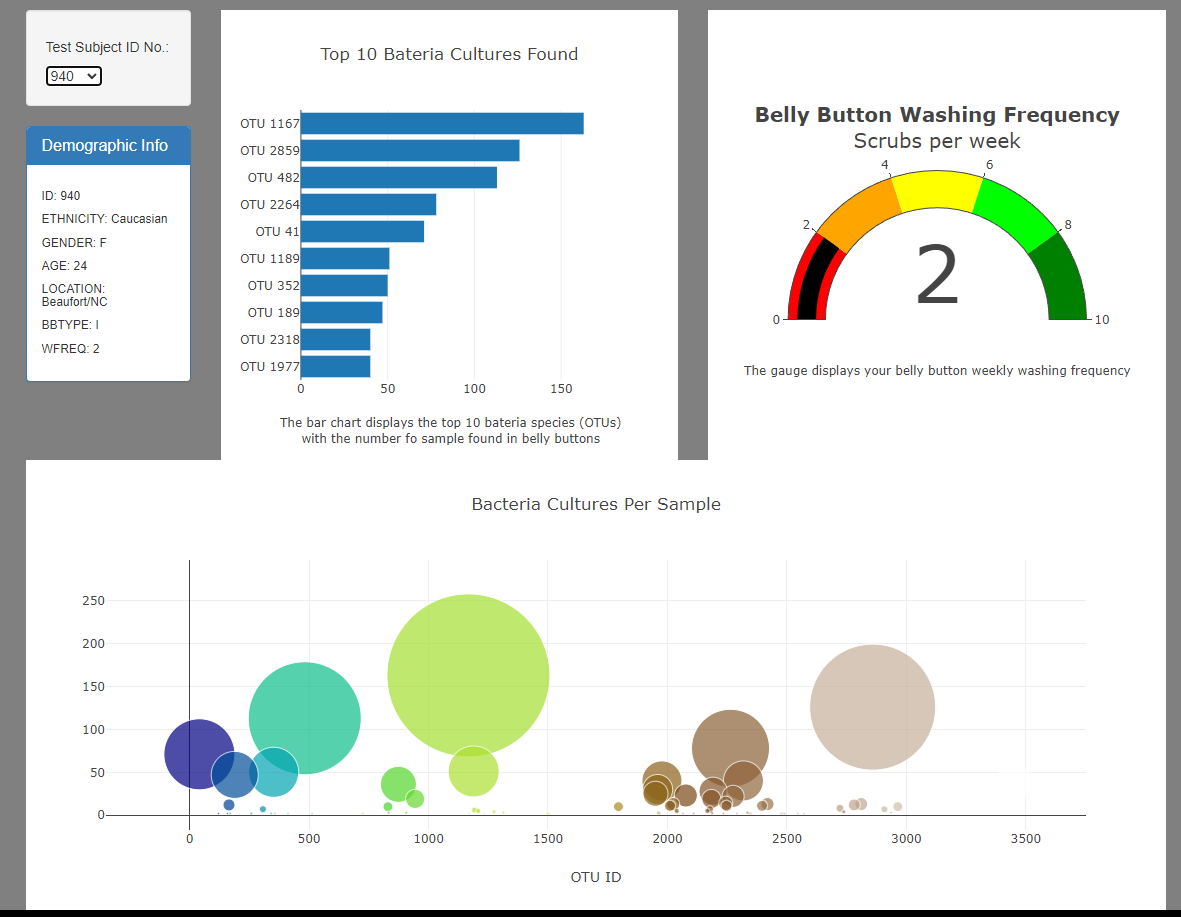 Test Subject ID No.:
940
Demographic Info
ID: 940
ETHNICITY: Caucasian
GENDER: F
AGE: 24
LOCATION:
Beaufort/NC
BBTYPE: I
WFREQ: 2
Top 10 Bateria Cultures Found
OTU 1167
OTU 2859
OTU 482
OTU 2264
OTU 41
OTU 1189
OTU 352
OTU 189
OTU 2318
OTU 1977
0 50 100 150
The bar chart displays the top 10 bateria species (OTUs)
with the number fo sample found in belly buttons
Belly Button Washing Frequency
Scrubs per week
4 6
2 8
2
0 10
The gauge displays your belly button weekly washing frequency
Bacteria Cultures Per Sample
250
200
150
100
50
0
0 500 1000 1500 2000 2500 3000 3500
OTU ID